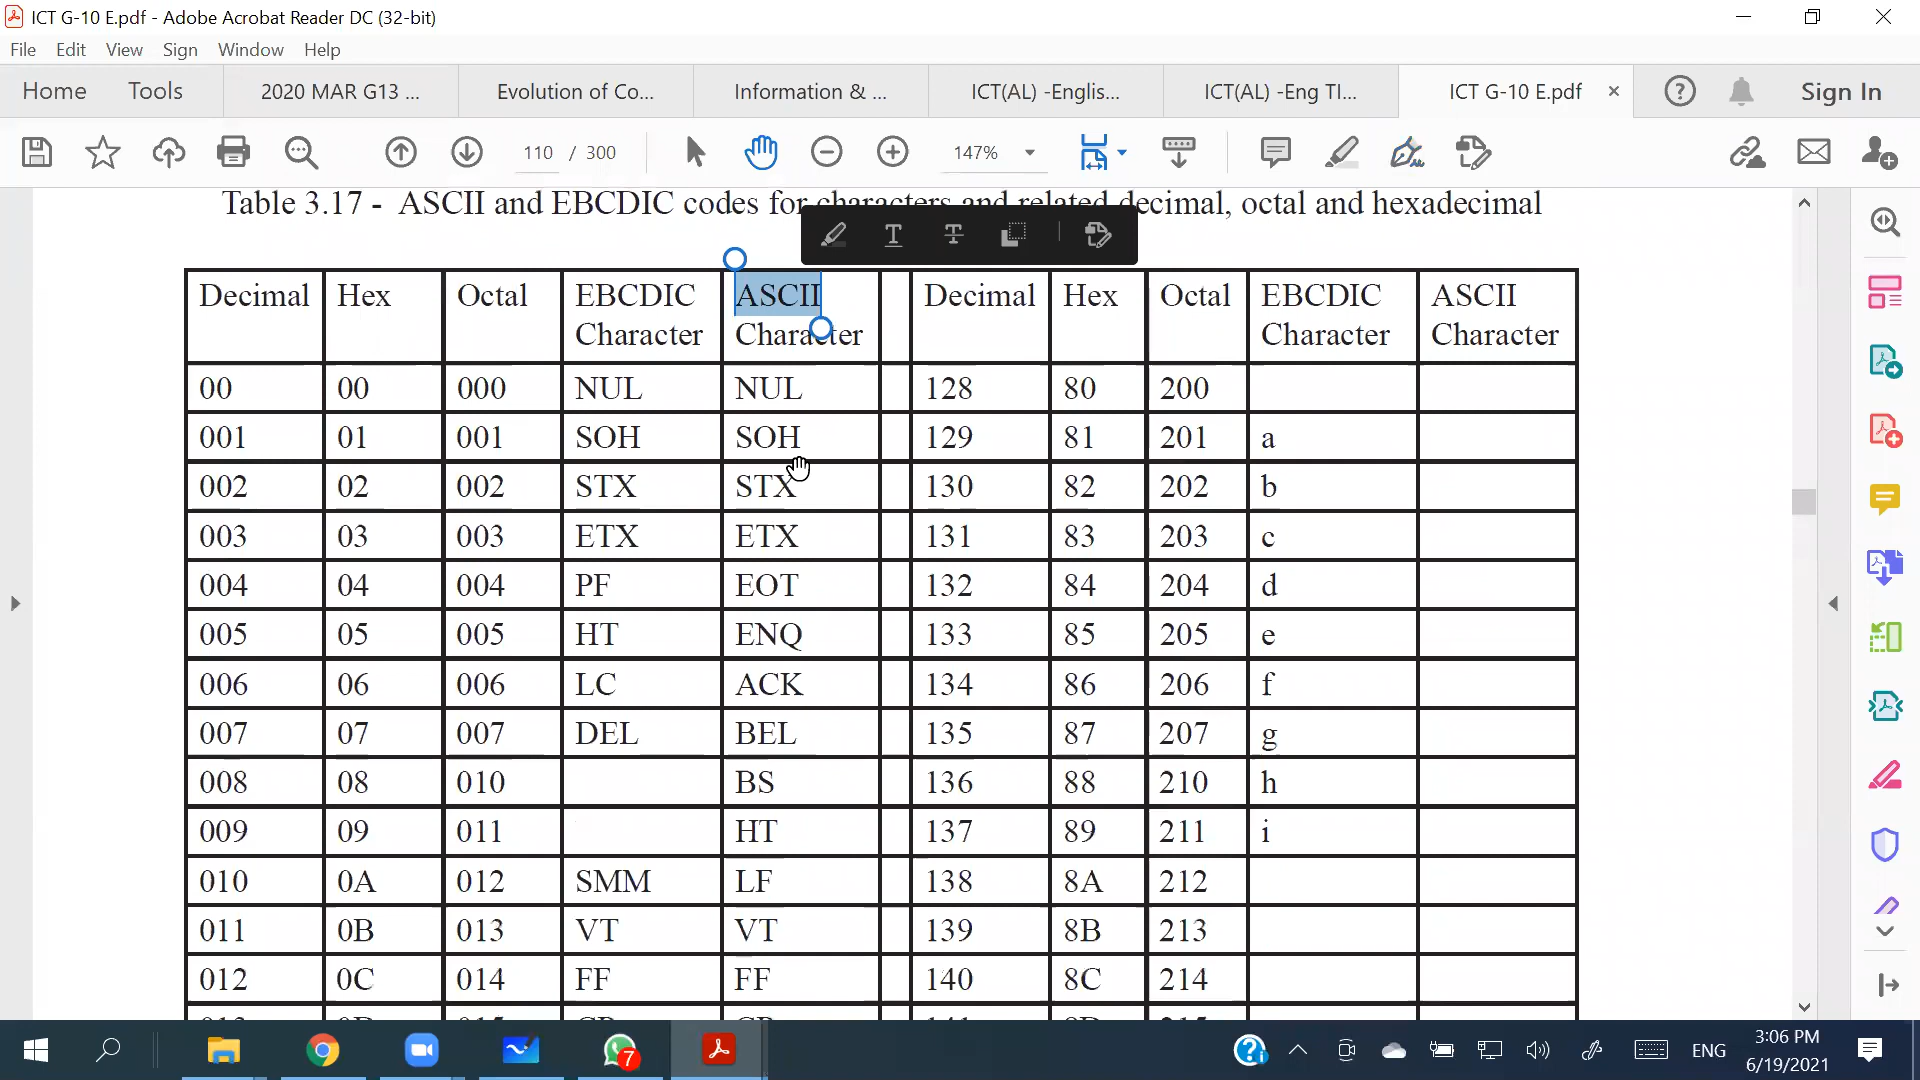 ICT G-10 E.pdf - Adobe Acrobat Reader DC (32-bit)
File Edit View Sign Window Help
Home Tools 2020 MAR G13 ... Evolution of Co... Information & ... ICT(AL) -Englis... ICT(AL) -Eng TI... ICT G-10 E.pdf × Sign In
110 / 300 147%
Table 3.17 - ASCII and EBCDIC codes for characters and related decimal, octal and hexadecimal
Decimal Hex Octal EBCDIC Character ASCII Character Decimal Hex Octal EBCDIC Character ASCII Character
00 00 000 NUL NUL 128 80 200
001 01 001 SOH SOH 129 81 201 a
002 02 002 STX STX 130 82 202 b
003 03 003 ETX ETX 131 83 203 c
004 04 004 PF EOT 132 84 204 d
005 05 005 HT ENQ 133 85 205 e
006 06 006 LC ACK 134 86 206 f
007 07 007 DEL BEL 135 87 207 g
008 08 010 BS 136 88 210 h
009 09 011 HT 137 89 211 i
010 0A 012 SMM LF 138 8A 212
011 0B 013 VT VT 139 8B 213
012 0C 014 FF FF 140 8C 214
7
ENG
3:06 PM
6/19/2021